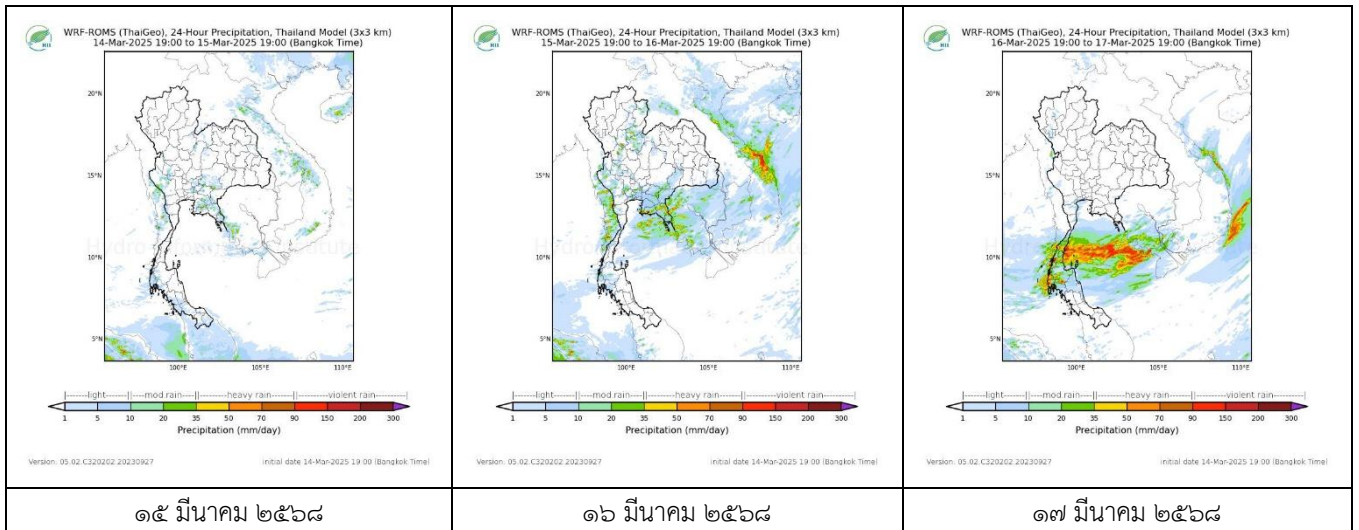 HII
WRF-ROMS (ThaiGeo), 24-Hour Precipitation, Thailand Model (3x3 km)
14-Mar-2025 19:00 to 15-Mar-2025 19:00 (Bangkok Time)
20°N
15°N
10°N
5°N
100°E 105°E 110°E
|-------light------||---mod rain----||-------heavy rain-------||------violent rain------|
1 5 10 20 35 50 70 90 150 200 300
Precipitation (mm/day)
Version: 05.02.C320202.20230927 initial date 14-Mar-2025 19:00 (Bangkok Time)
๑๕ มีนาคม ๒๕๖๘
HII
WRF-ROMS (ThaiGeo), 24-Hour Precipitation, Thailand Model (3x3 km)
15-Mar-2025 19:00 to 16-Mar-2025 19:00 (Bangkok Time)
20°N
15°N
10°N
5°N
100°E 105°E 110°E
|-------light------||---mod rain----||-------heavy rain-------||------violent rain------|
1 5 10 20 35 50 70 90 150 200 300
Precipitation (mm/day)
Version: 05.02.C320202.20230927 initial date 14-Mar-2025 19:00 (Bangkok Time)
๑๖ มีนาคม ๒๕๖๘
HII
WRF-ROMS (ThaiGeo), 24-Hour Precipitation, Thailand Model (3x3 km)
16-Mar-2025 19:00 to 17-Mar-2025 19:00 (Bangkok Time)
20°N
15°N
10°N
5°N
100°E 105°E 110°E
|-------light------||---mod rain----||-------heavy rain-------||------violent rain------|
1 5 10 20 35 50 70 90 150 200 300
Precipitation (mm/day)
Version: 05.02.C320202.20230927 initial date 14-Mar-2025 19:00 (Bangkok Time)
๑๗ มีนาคม ๒๕๖๘